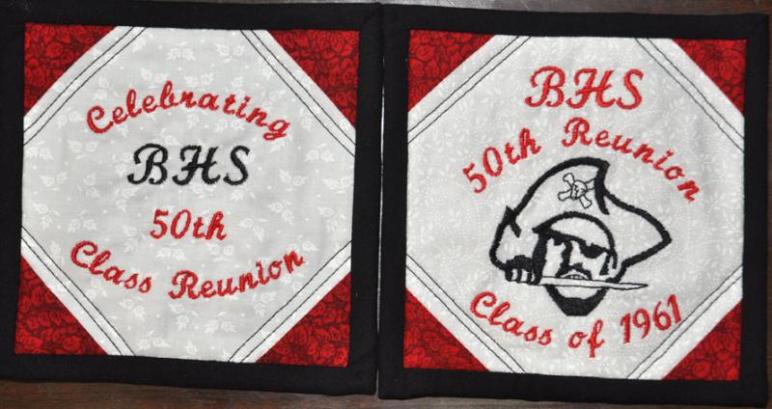 Celebrating
BHS
50th
Class Reunion
BHS
50th Reunion
Class of 1961